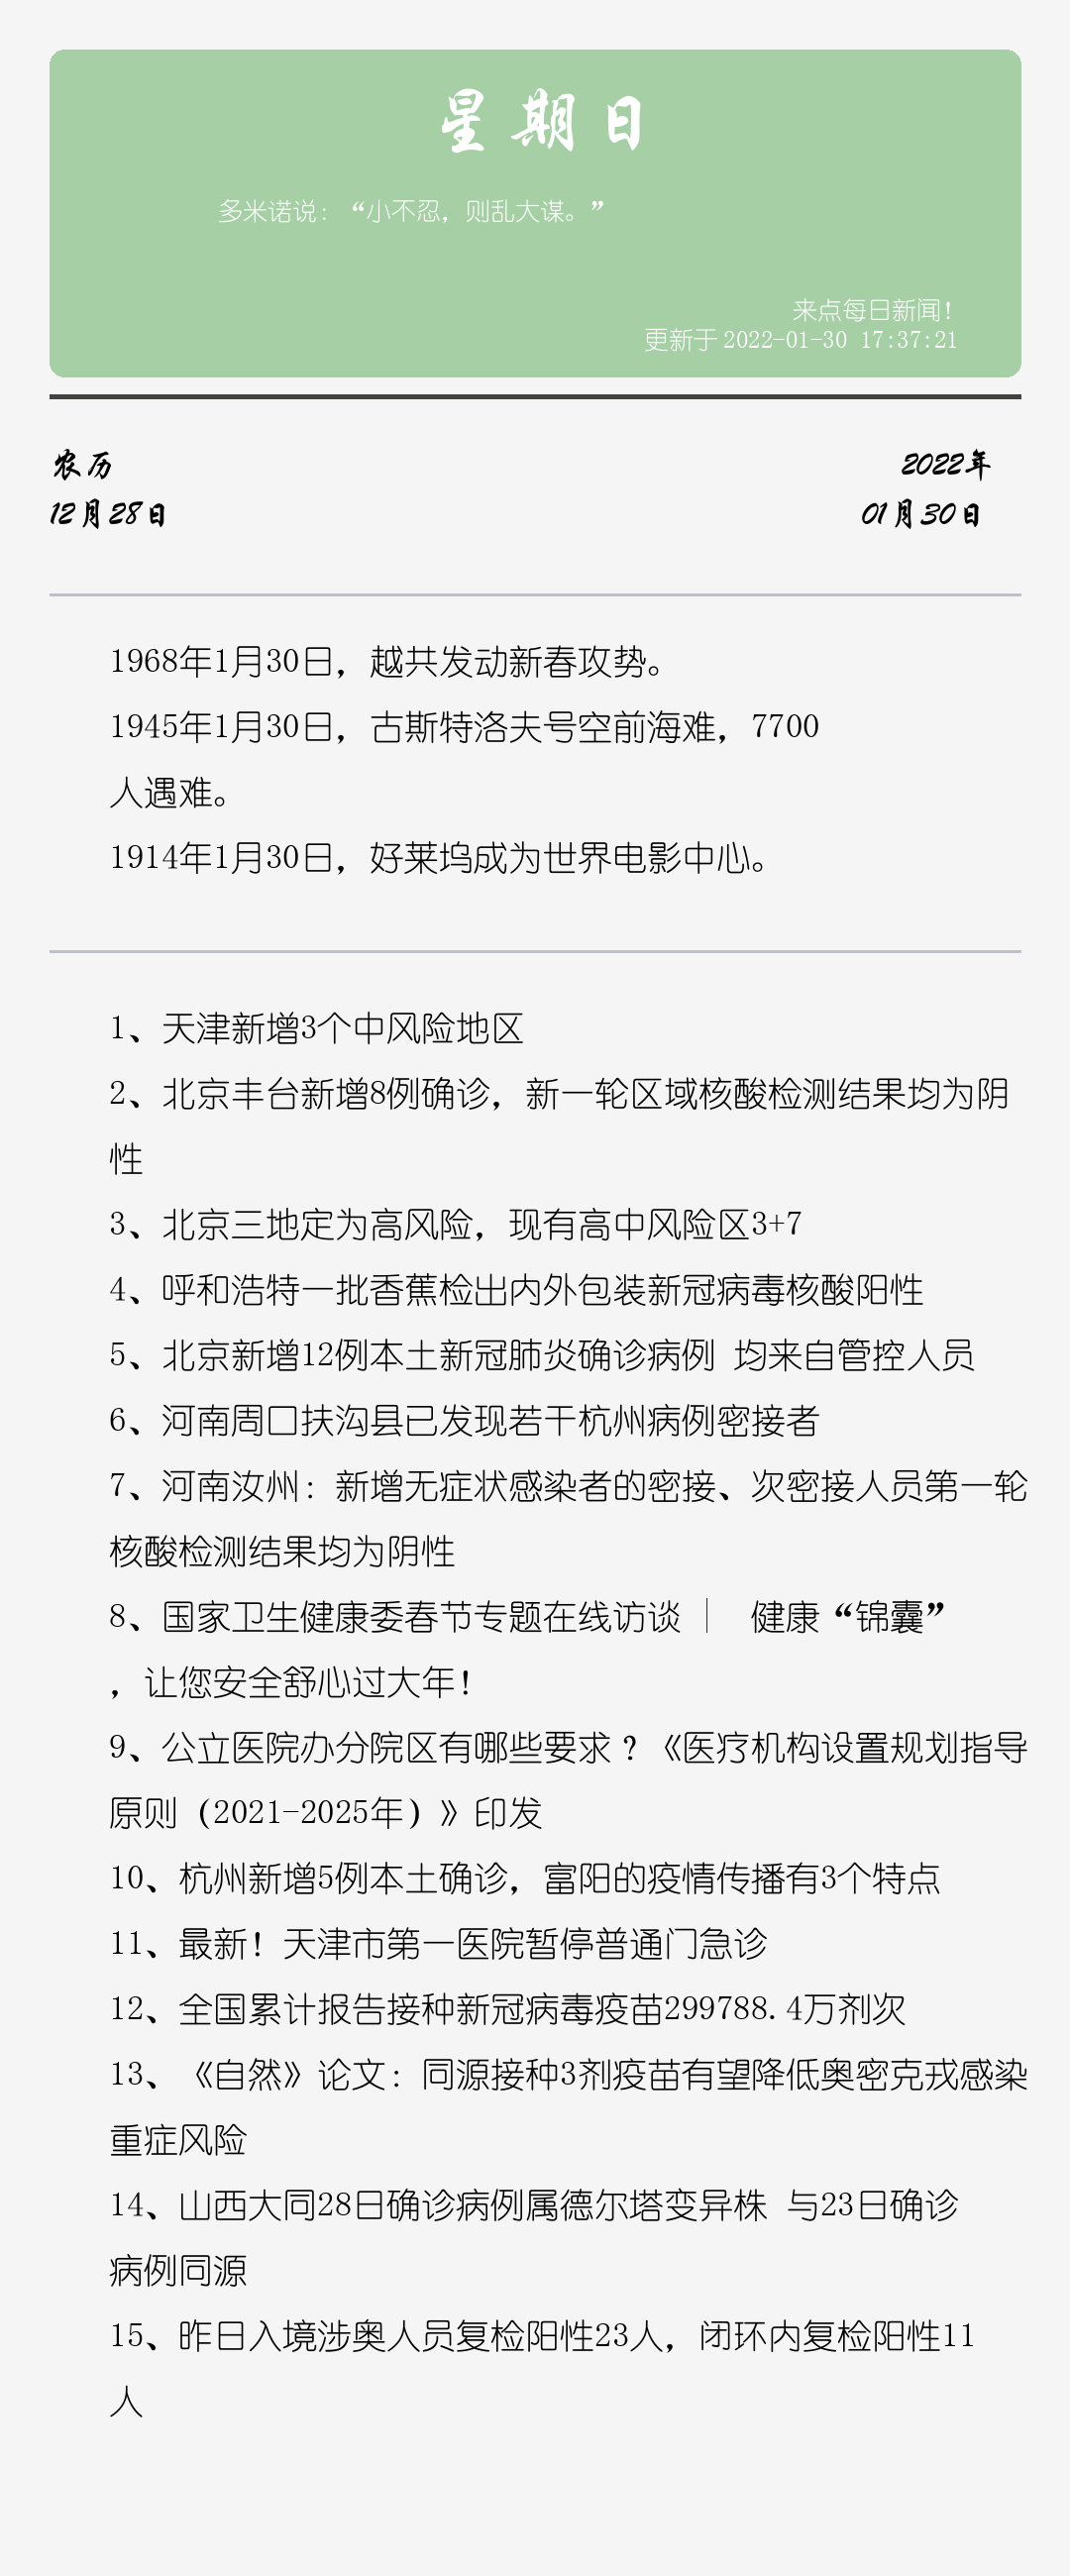 星期日
多米诺说：“小不忍，则乱大谋。”
来点每日新闻！
更新于 2022-01-30 17:37:21
农历
2022年
12月28日
01月30日
1968年1月30日，越共发动新春攻势。
1945年1月30日，古斯特洛夫号空前海难，7700
人遇难。
1914年1月30日，好莱坞成为世界电影中心。
1、天津新增3个中风险地区
2、北京丰台新增8例确诊，新一轮区域核酸检测结果均为阴
性
3、北京三地定为高风险，现有高中风险区3+7
4、呼和浩特一批香蕉检出内外包装新冠病毒核酸阳性
5、北京新增12例本土新冠肺炎确诊病例 均来自管控人员
6、河南周口扶沟县已发现若干杭州病例密接者
7、河南汝州：新增无症状感染者的密接、次密接人员第一轮
核酸检测结果均为阴性
8、国家卫生健康委春节专题在线访谈 │ 健康“锦囊”
，让您安全舒心过大年！
9、公立医院办分院区有哪些要求？《医疗机构设置规划指导
原则（2021-2025年）》印发
10、杭州新增5例本土确诊，富阳的疫情传播有3个特点
11、最新！天津市第一医院暂停普通门急诊
12、全国累计报告接种新冠病毒疫苗299788.4万剂次
13、《自然》论文：同源接种3剂疫苗有望降低奥密克戎感染
重症风险
14、山西大同28日确诊病例属德尔塔变异株 与23日确诊
病例同源
15、昨日入境涉奥人员复检阳性23人，闭环内复检阳性11
人